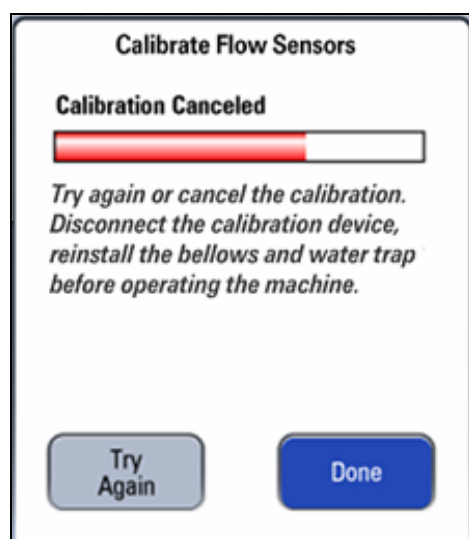 Calibrate Flow Sensors
Calibration Canceled
Try again or cancel the calibration.
Disconnect the calibration device,
reinstall the bellows and water trap
before operating the machine.
Try
Again
Done